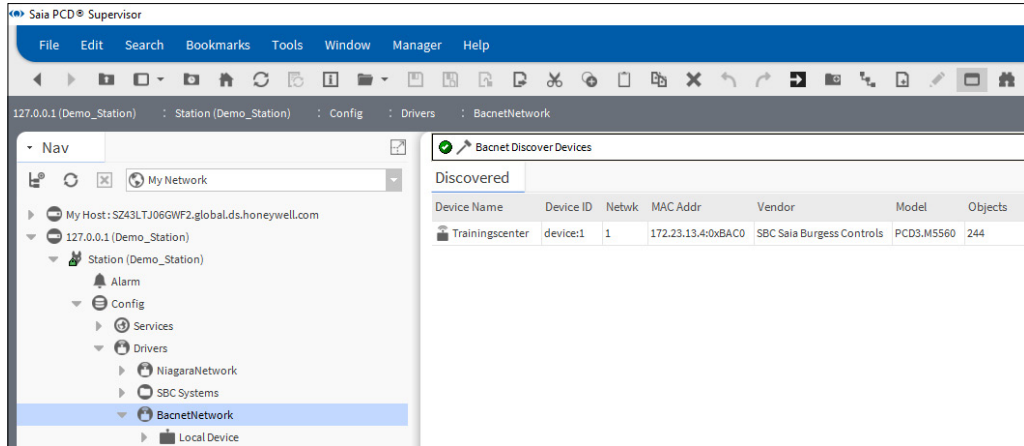 Saia PCD® Supervisor
File Edit Search Bookmarks Tools Window Manager Help
127.0.0.1 (Demo_Station) : Station (Demo_Station) : Config : Drivers : BacnetNetwork
Nav
My Network
My Host : SZ43LTJ06GWF2.global.ds.honeywell.com
127.0.0.1 (Demo_Station)
Station (Demo_Station)
Alarm
Config
Services
Drivers
NiagaraNetwork
SBC Systems
BacnetNetwork
Local Device
Bacnet Discover Devices
Discovered
Device Name Device ID Netwk MAC Addr Vendor Model Objects
Trainingscenter device:1 1 172.23.13.4:0xBAC0 SBC Saia Burgess Controls PCD3.M5560 244